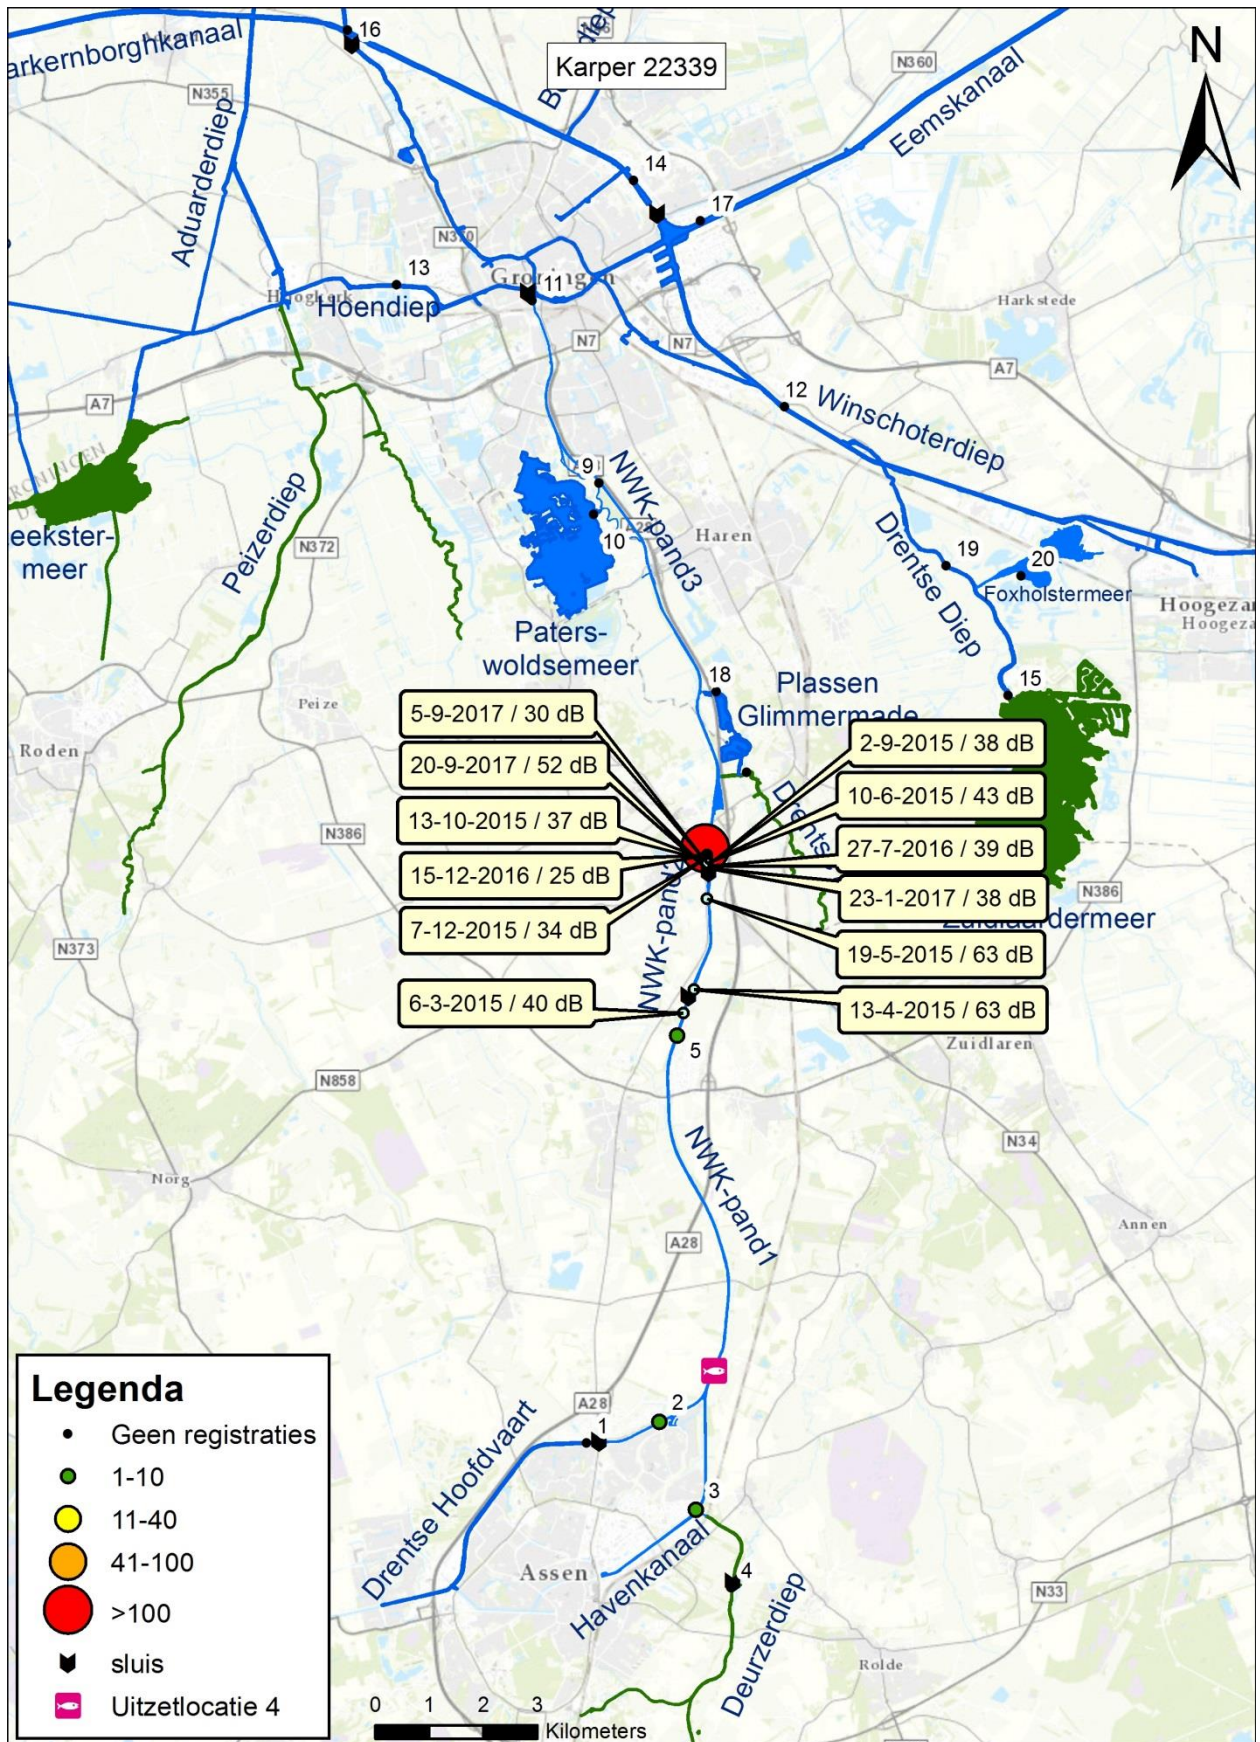 16
Karper 22339
arkernborghkanaal
N355
Aduarderdiep
N360
Eemskanaal
N
14
17
N370
13
Groningen
11
Hoendiep
Harkstede
N7
N7
A7
A7
12
Winschoterdiep
9
NWK-pand3
A28
10
Haren
Drentse Diep
19
20
Foxholstermeer
Hoogezan
Hoogeza
eekster-
meer
Peizerdiep
N372
Paters-
woldsemeer
18
Plassen
Glimmermade
15
Peize
Roden
5-9-2017 / 30 dB
20-9-2017 / 52 dB
13-10-2015 / 37 dB
15-12-2016 / 25 dB
7-12-2015 / 34 dB
6-3-2015 / 40 dB
2-9-2015 / 38 dB
10-6-2015 / 43 dB
27-7-2016 / 39 dB
23-1-2017 / 38 dB
19-5-2015 / 63 dB
13-4-2015 / 63 dB
N386
N386
Zuidlaardermeer
N373
NWK-pand
5
Zuidlaren
N858
N34
Norg
NWK-pand1
Annen
A28
A28
2
1
3
Drentse Hoofdvaart
Assen
Havenkanaal
4
Deurzerdiep
N33
Rolde
Legenda
Geen registraties
1-10
11-40
41-100
>100
sluis
Uitzetlocatie 4
0 1 2 3
Kilometers